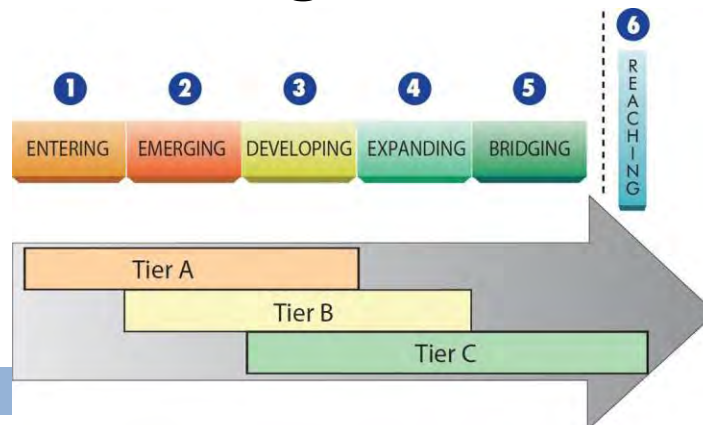 1 2 3 4 5 6
ENTERING EMERGING DEVELOPING EXPANDING BRIDGING REACHING
Tier A
Tier B
Tier C